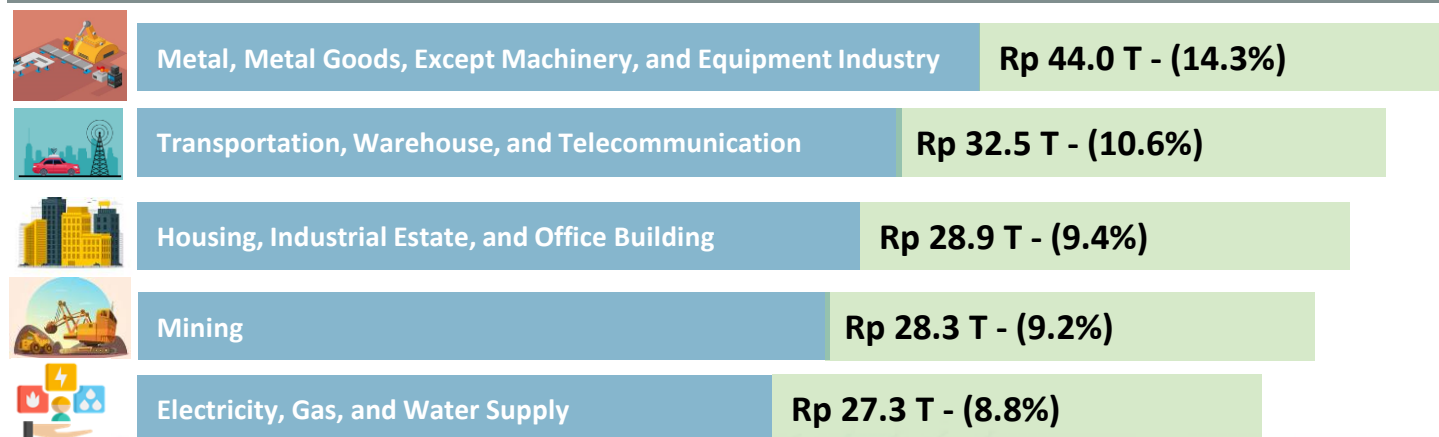 Metal, Metal Goods, Except Machinery, and Equipment Industry Rp 44.0 T - (14.3%)
Transportation, Warehouse, and Telecommunication Rp 32.5 T - (10.6%)
Housing, Industrial Estate, and Office Building Rp 28.9 T - (9.4%)
Mining Rp 28.3 T - (9.2%)
Electricity, Gas, and Water Supply Rp 27.3 T - (8.8%)